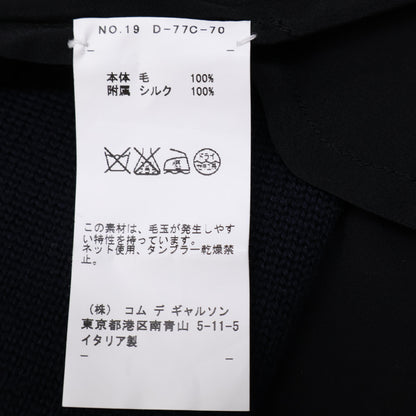 NO.19 D-77C-70
本体 毛 100%
附属 シルク 100%
ドライ
この素材は、毛玉が発生しやす
い特性を持っています。
ネット使用、タンブラー乾燥禁
止。
(株) コム デ ギャルソン
東京都港区南青山 5-11-5
イタリア製